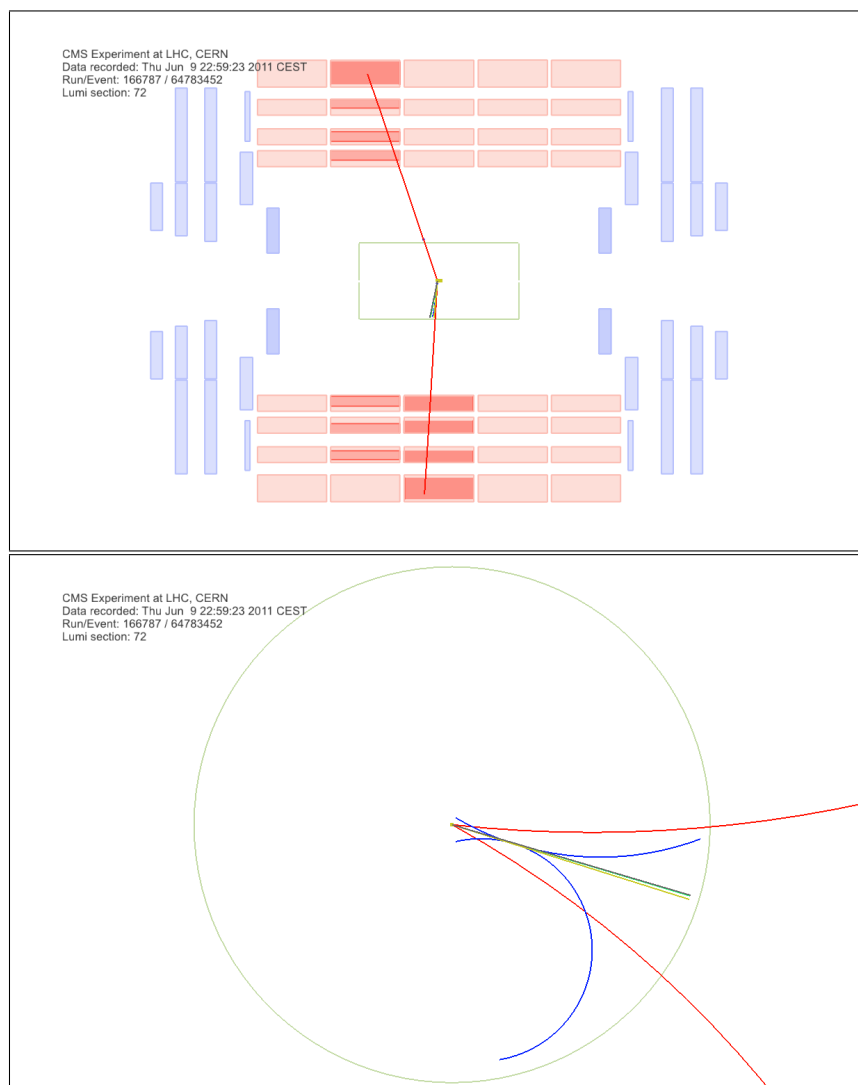 CMS Experiment at LHC, CERN
Data recorded: Thu Jun 9 22:59:23 2011 CEST
Run/Event: 166787 / 64783452
Lumi section: 72
CMS Experiment at LHC, CERN
Data recorded: Thu Jun 9 22:59:23 2011 CEST
Run/Event: 166787 / 64783452
Lumi section: 72